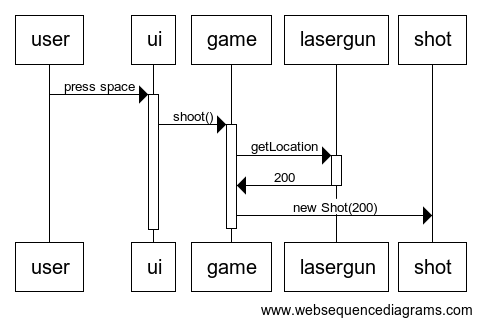 user ui game lasergun shot
press space
shoot()
getLocation
200
new Shot(200)
user ui game lasergun shot
www.websequencediagrams.com